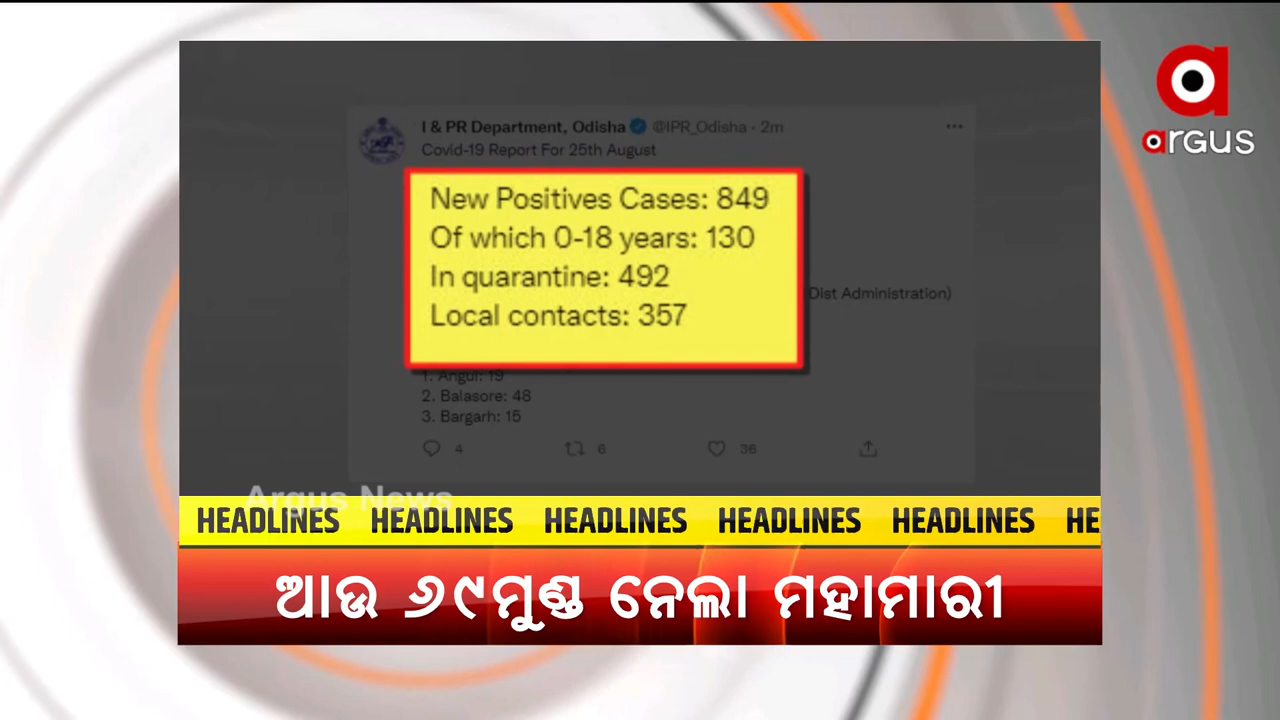 argus
I & PR Department, Odisha @IPR_Odisha · 2m
Covid-19 Report For 25th August
New Positives Cases: 849
Of which 0-18 years: 130
In quarantine: 492
Local contacts: 357
Dist Administration)
1. Angul: 19
2. Balasore: 48
3. Bargarh: 15
4 6 36
Argus News
HEADLINES HEADLINES HEADLINES HEADLINES HEADLINES HE
ଆଉ ୬୯ମୁଣ୍ଡ ନେଲା ମହାମାରୀ